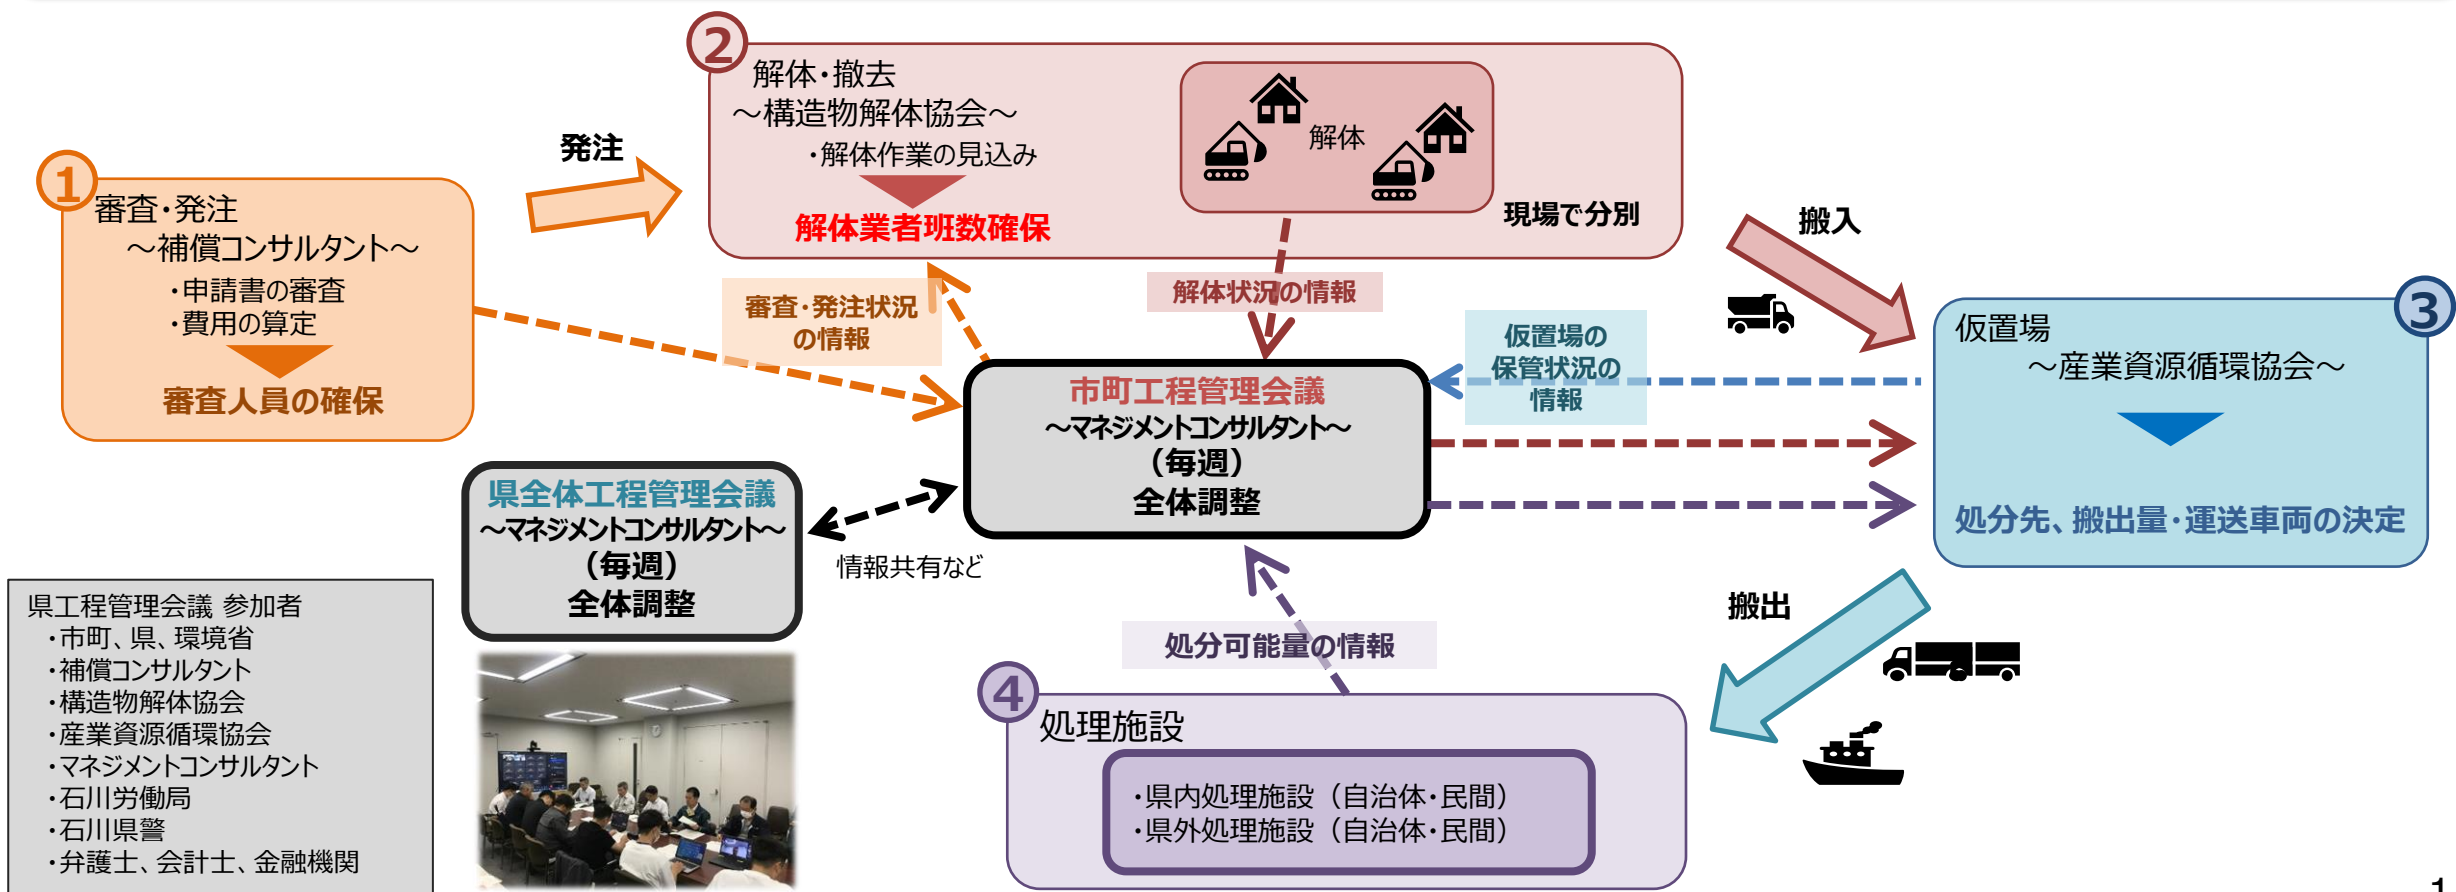 ①
審査・発注
～補償コンサルタント～
・申請書の審査
・費用の算定
審査人員の確保
発注
②
解体・撤去
～構造物解体協会～
・解体作業の見込み
解体業者班数確保
解体
現場で分別
搬入
審査・発注状況
の情報
解体状況の情報
仮置場の
保管状況の
情報
③
仮置場
～産業資源循環協会～
処分先、搬出量・運送車両の決定
市町工程管理会議
～マネジメントコンサルタント～
（毎週）
全体調整
県全体工程管理会議
～マネジメントコンサルタント～
（毎週）
全体調整
情報共有など
搬出
処分可能量の情報
④
処理施設
・県内処理施設（自治体・民間）
・県外処理施設（自治体・民間）
県工程管理会議 参加者
・市町、県、環境省
・補償コンサルタント
・構造物解体協会
・産業資源循環協会
・マネジメントコンサルタント
・石川労働局
・石川県警
・弁護士、会計士、金融機関
1